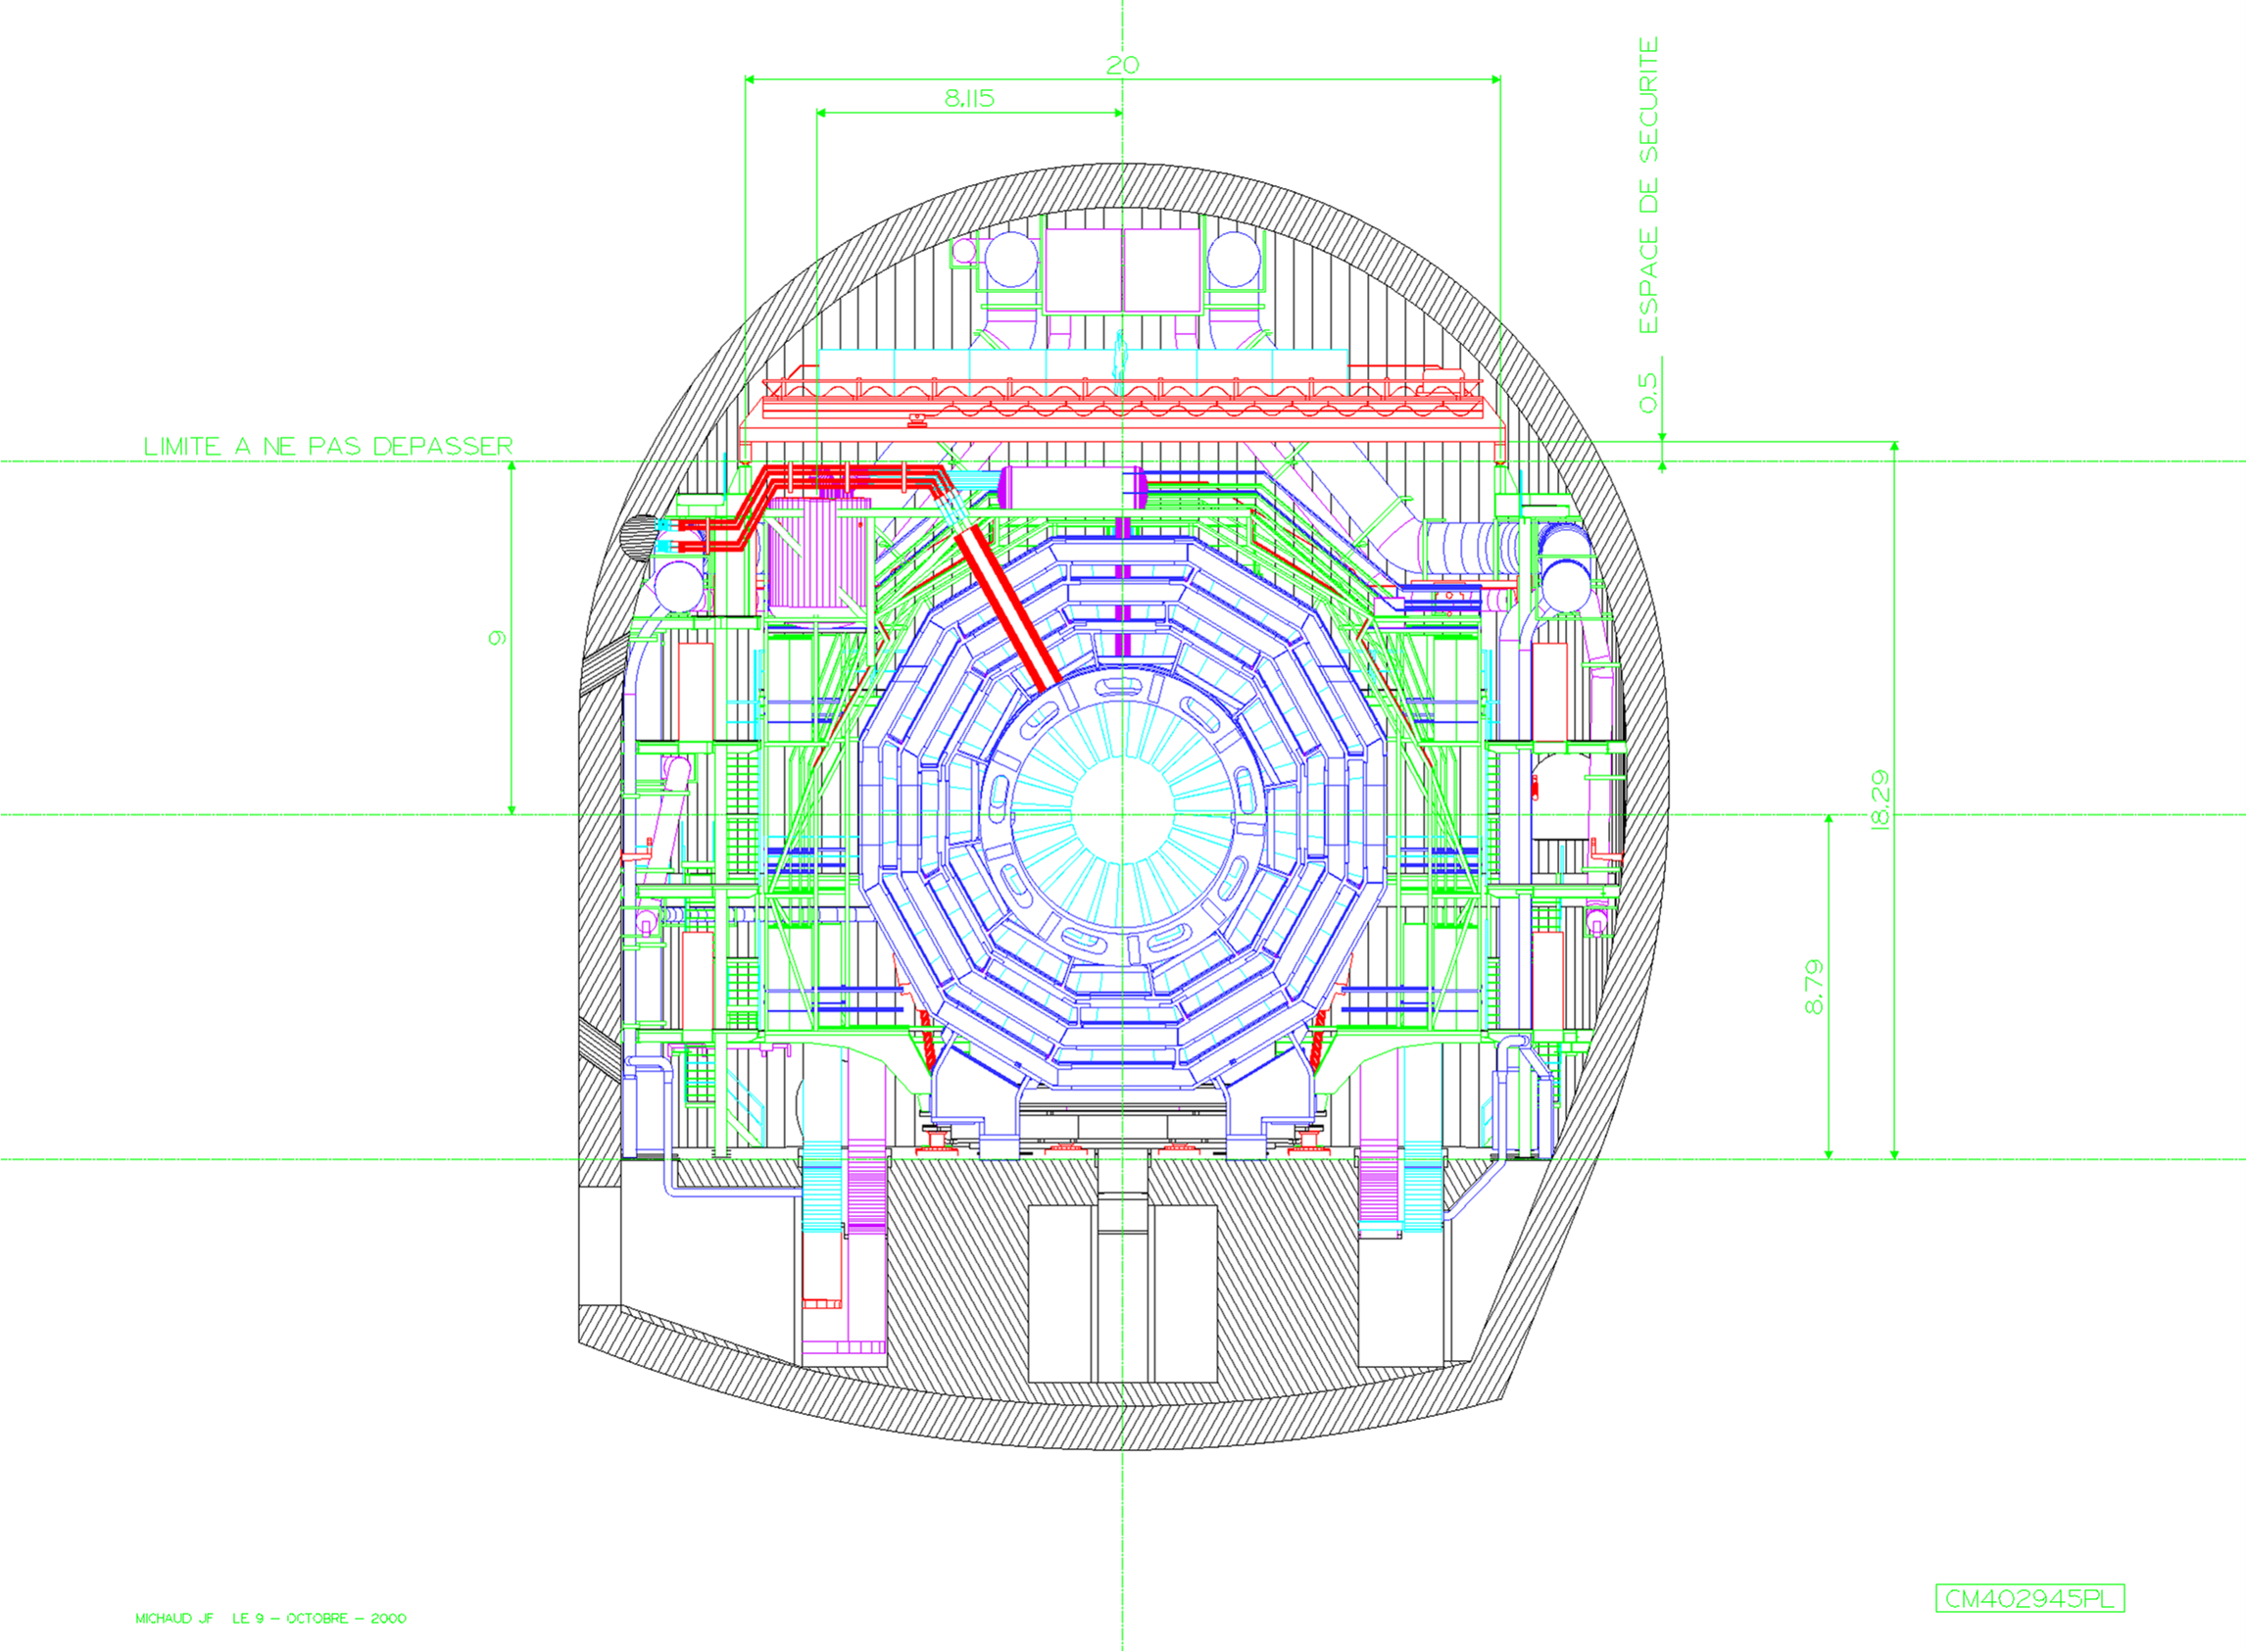 20
8.115
ESPACE DE SECURITE
0.5
LIMITE A NE PAS DEPASSER
9
18.29
8.79
MICHAUD JF LE 9 - OCTOBRE - 2000
CM402945PL